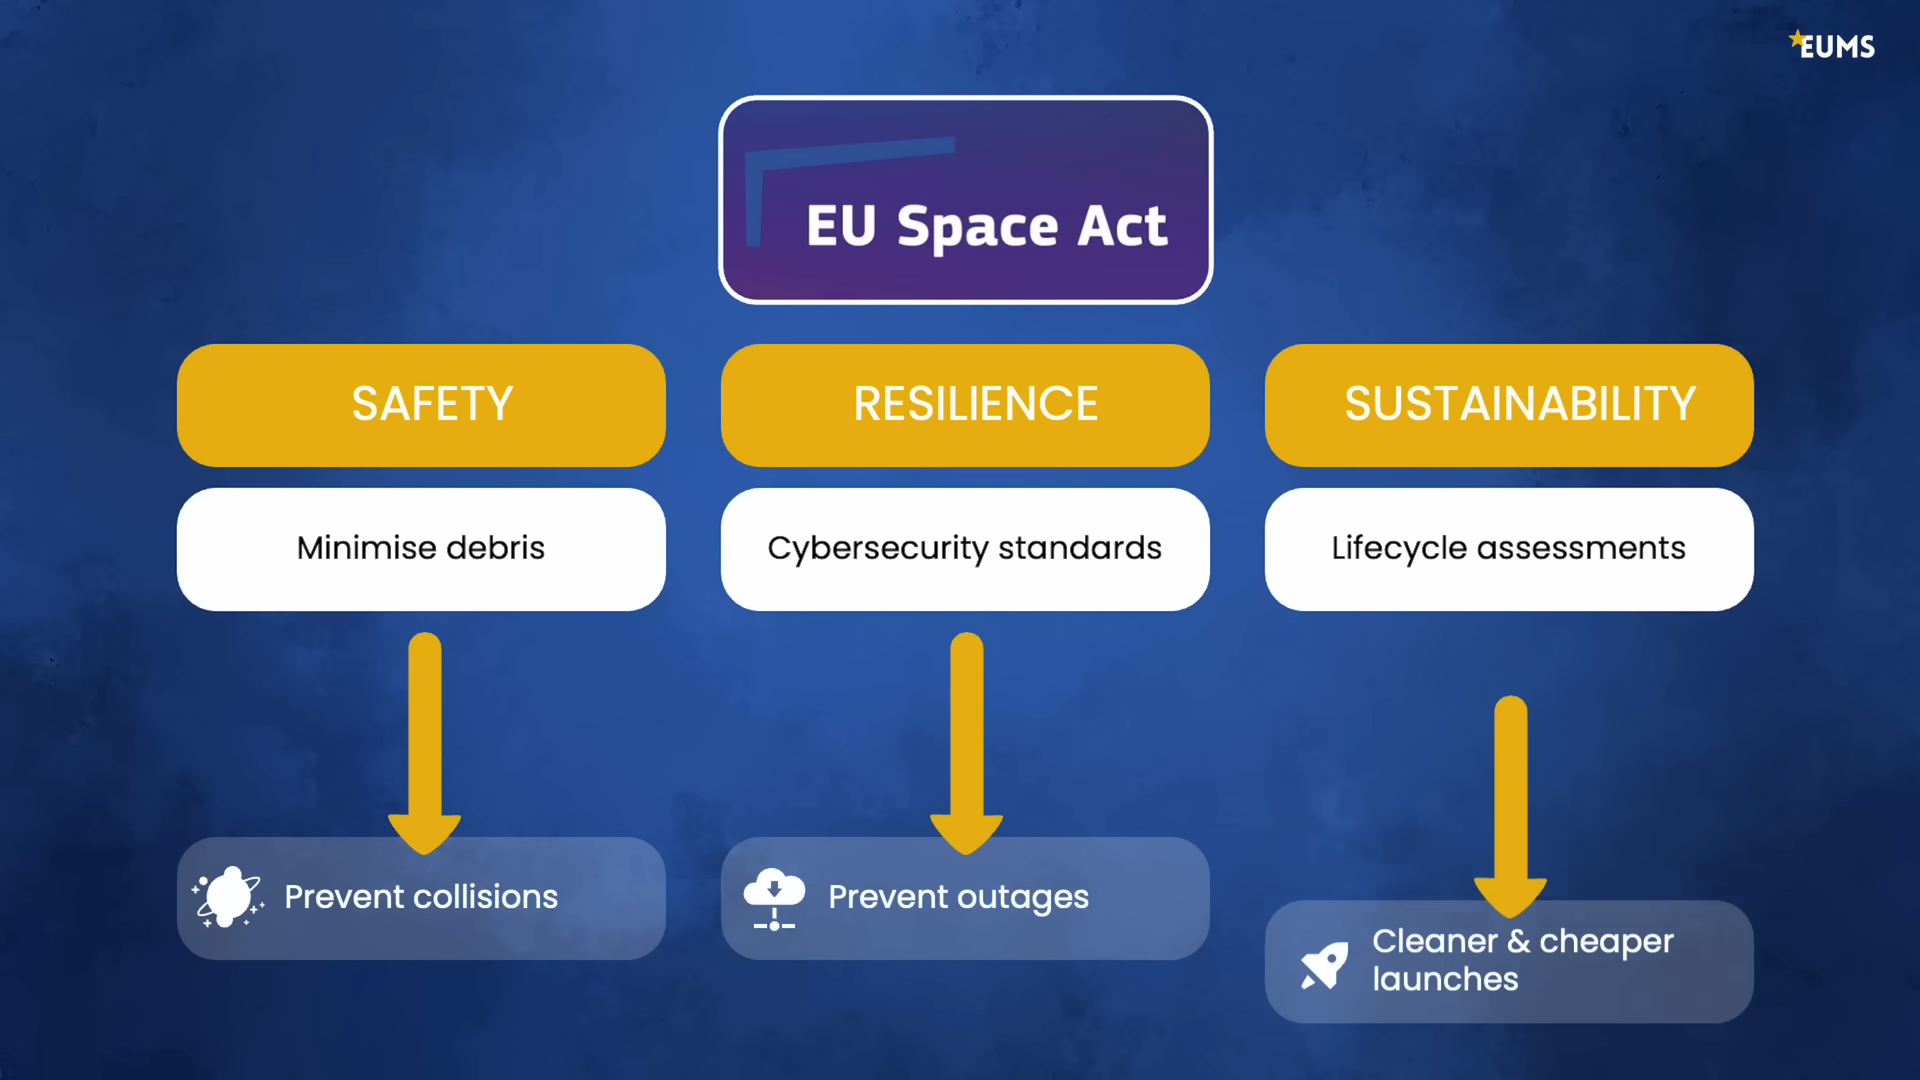 EUMS
EU Space Act
SAFETY
RESILIENCE
SUSTAINABILITY
Minimise debris
Cybersecurity standards
Lifecycle assessments
Prevent collisions
Prevent outages
Cleaner & cheaper
launches